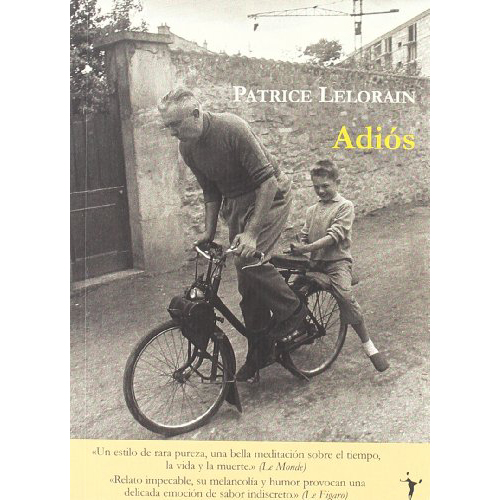 PATRICE LELORAIN
Adiós
«Un estilo de rara pureza, una bella meditación sobre el tiempo,
la vida y la muerte.» (Le Monde)
«Relato impecable, su melancolía y humor provocan una
delicada emoción de sabor indiscreto.» (Le Figaro)